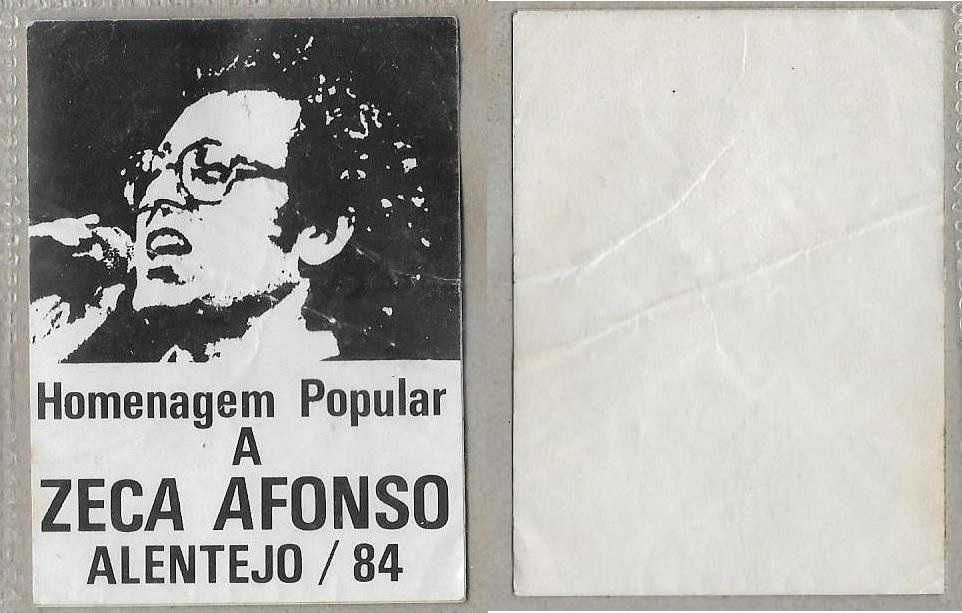 Homenagem Popular
A
ZECA AFONSO
ALENTEJO / 84